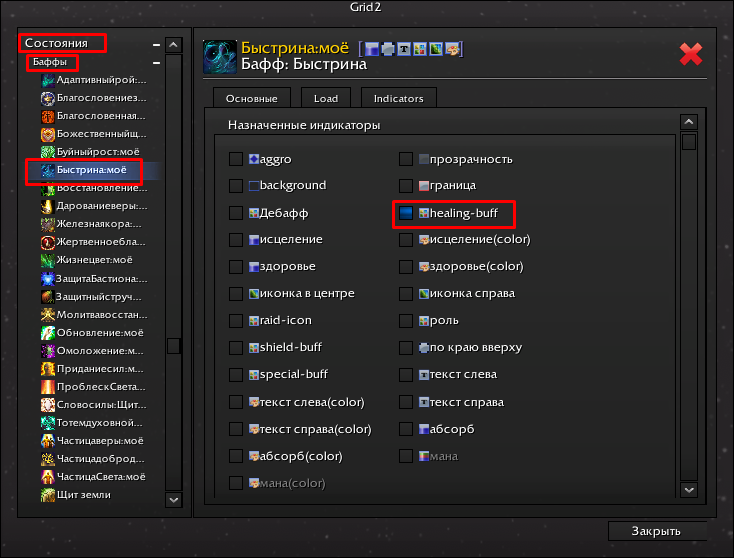 Grid2
Состояния
Баффы
Адаптивныйрой:...
Благословениез...
Благословенная...
Божественныйщ...
Буйныйрост:моё
Быстрина:моё
Восстановление...
Дарованиеверы:...
Железнаякора:...
Жертвенноебла...
Жизнецвет:моё
ЗащитаБастиона:...
Защитныйструч...
Молитвавосстан...
Обновление:моё
Омоложение:м...
Приданиесил:м...
ПроблескСвета...
Словосилы:Щит...
Тотемдуховной...
Частицаверы:моё
Частицадоброд...
ЧастицаСвета:моё
Щит земли
Быстрина:моё
Бафф: Быстрина
Основные
Load
Indicators
Назначенные индикаторы
aggro
прозрачность
background
граница
Дебафф
healing-buff
исцеление
исцеление(color)
здоровье
здоровье(color)
иконка в центре
иконка справа
raid-icon
роль
shield-buff
по краю вверху
special-buff
текст слева
текст слева(color)
текст справа
текст справа(color)
абсорб
абсорб(color)
мана
мана(color)
Закрыть